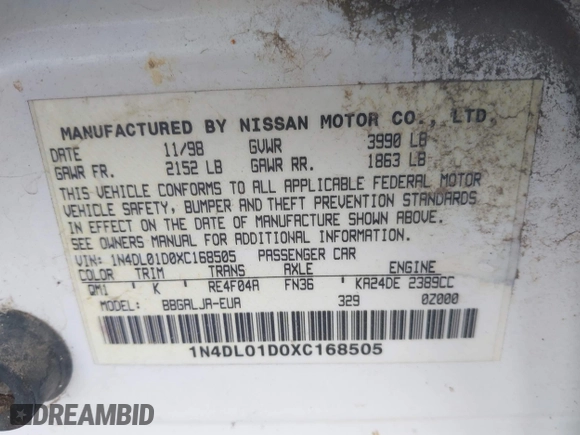 MANUFACTURED BY NISSAN MOTOR CO., LTD.
DATE 11/98 GVWR 3990 LB
GAWR FR. 2152 LB GAWR RR. 1863 LB
THIS VEHICLE CONFORMS TO ALL APPLICABLE FEDERAL MOTOR
VEHICLE SAFETY, BUMPER AND THEFT PREVENTION STANDARDS
IN EFFECT ON THE DATE OF MANUFACTURE SHOWN ABOVE.
SEE OWNERS MANUAL FOR ADDITIONAL INFORMATION.
VIN: 1N4DL01D0XC168505 PASSENGER CAR
COLOR TRIM TRANS AXLE ENGINE
QM1 K RE4F04A FN36 KA24DE 2389CC
MODEL: BBGALJA-EUA 329 0Z000
1N4DL01D0XC168505
DREAMBID